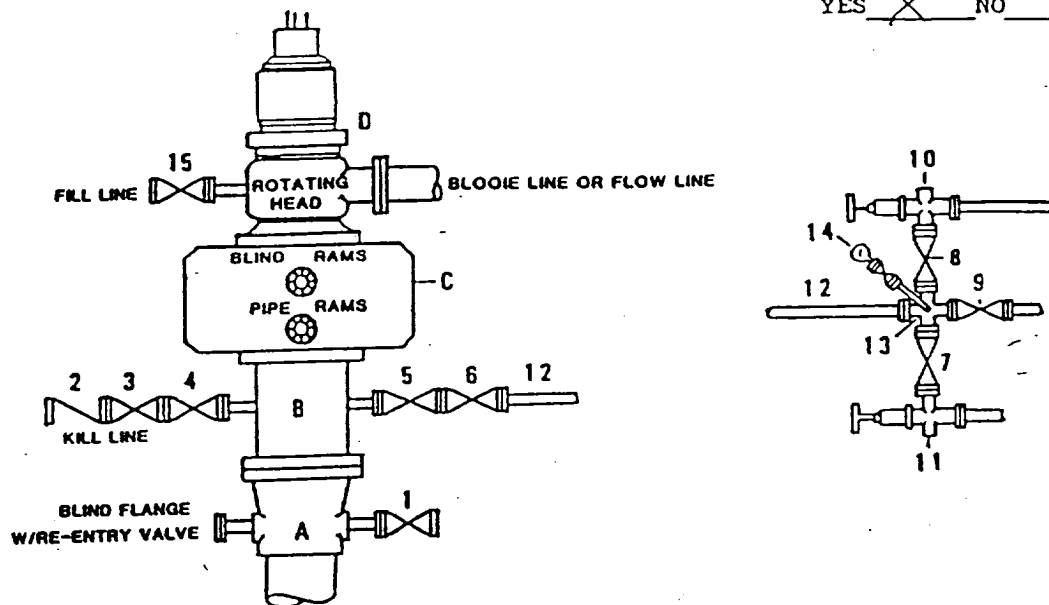 YES X NO
D
10
15
FILL LINE
ROTATING
HEAD
BLOOIE LINE OR FLOW LINE
14
8
BLIND RAMS
C
PIPE RAMS
12
9
13
7
2
3
4
5
6
12
B
KILL LINE
11
BLIND FLANGE
W/RE-ENTRY VALVE
1
A